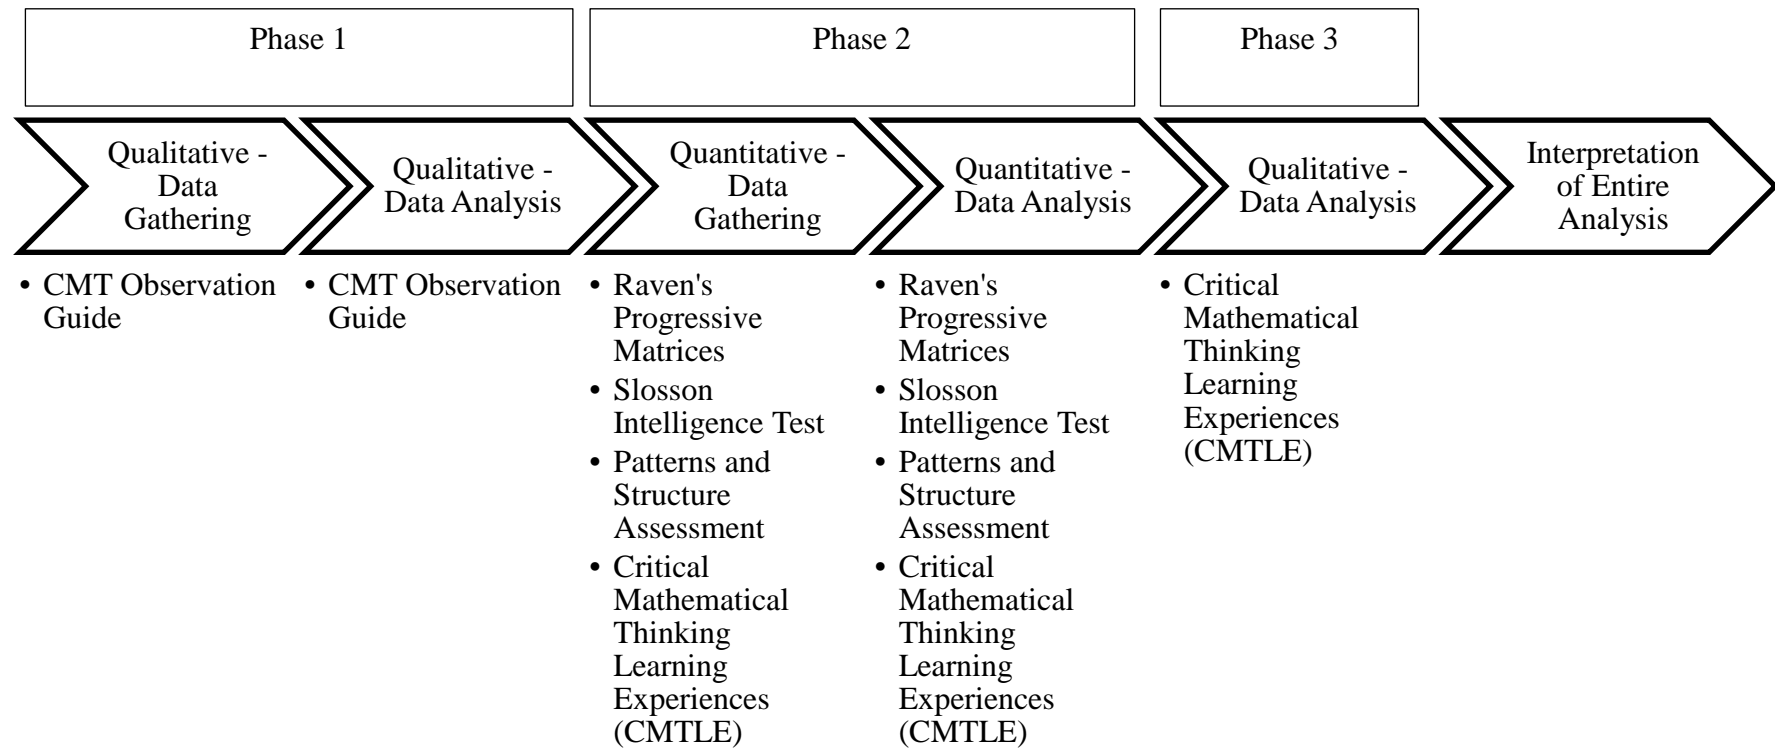 Phase 1
Phase 2
Phase 3
Qualitative -
Data
Gathering
Qualitative -
Data Analysis
Quantitative -
Data
Gathering
Quantitative -
Data Analysis
Qualitative -
Data Analysis
Interpretation
of Entire
Analysis
• CMT Observation
Guide
• CMT Observation
Guide
• Raven's
Progressive
Matrices
• Slosson
Intelligence Test
• Patterns and
Structure
Assessment
• Critical
Mathematical
Thinking
Learning
Experiences
(CMTLE)
• Raven's
Progressive
Matrices
• Slosson
Intelligence Test
• Patterns and
Structure
Assessment
• Critical
Mathematical
Thinking
Learning
Experiences
(CMTLE)
• Critical
Mathematical
Thinking
Learning
Experiences
(CMTLE)